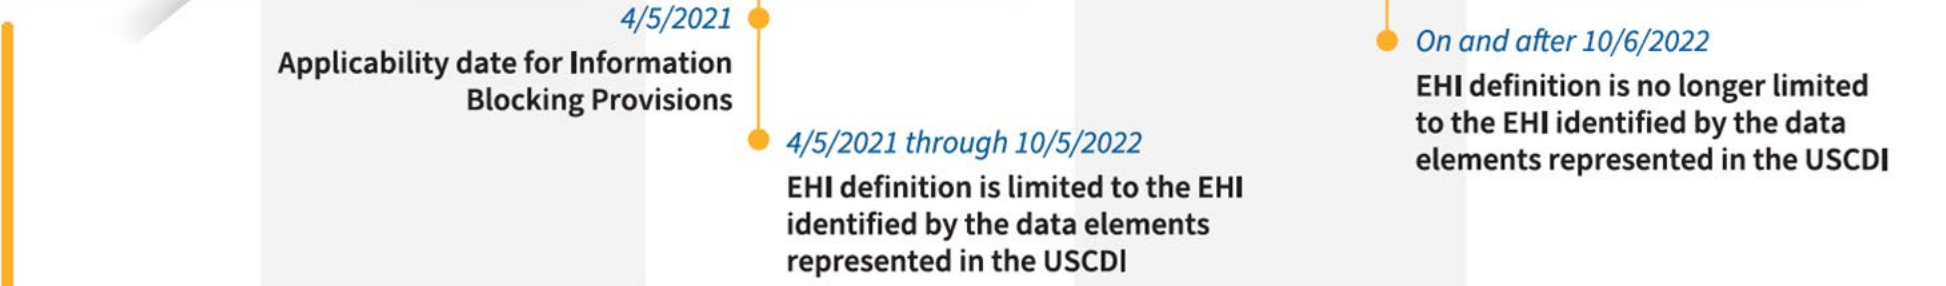 4/5/2021
Applicability date for Information
Blocking Provisions
4/5/2021 through 10/5/2022
EHI definition is limited to the EHI
identified by the data elements
represented in the USCDI
On and after 10/6/2022
EHI definition is no longer limited
to the EHI identified by the data
elements represented in the USCDI